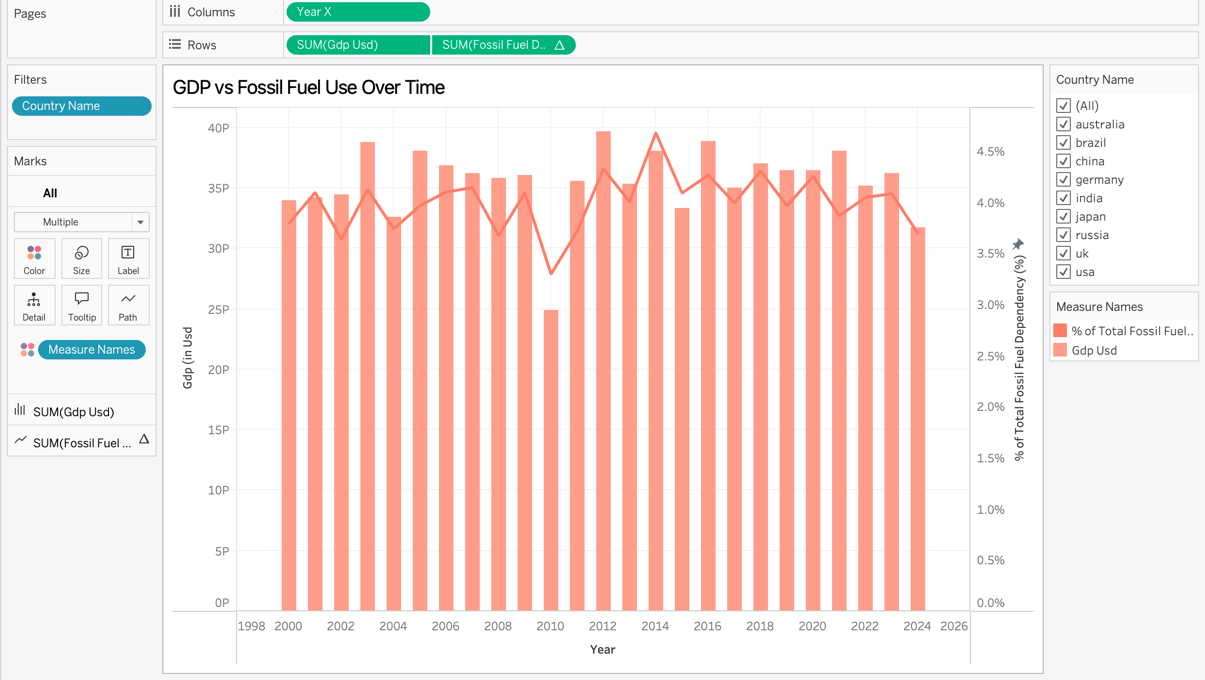 Pages
Columns
Year X
Rows
SUM(Gdp Usd)
SUM(Fossil Fuel D..
Filters
Country Name
Marks
All
Multiple
Color
Size
Label
Detail
Tooltip
Path
Measure Names
SUM(Gdp Usd)
SUM(Fossil Fuel ...
GDP vs Fossil Fuel Use Over Time
40P
35P
30P
25P
20P
15P
10P
5P
0P
Gdp (in Usd
4.5%
4.0%
3.5%
3.0%
2.5%
2.0%
1.5%
1.0%
0.5%
0.0%
% of Total Fossil Fuel Dependency (%)
1998 2000 2002 2004 2006 2008 2010 2012 2014 2016 2018 2020 2022 2024 2026
Year
Country Name
(All)
australia
brazil
china
germany
india
japan
russia
uk
usa
Measure Names
% of Total Fossil Fuel..
Gdp Usd